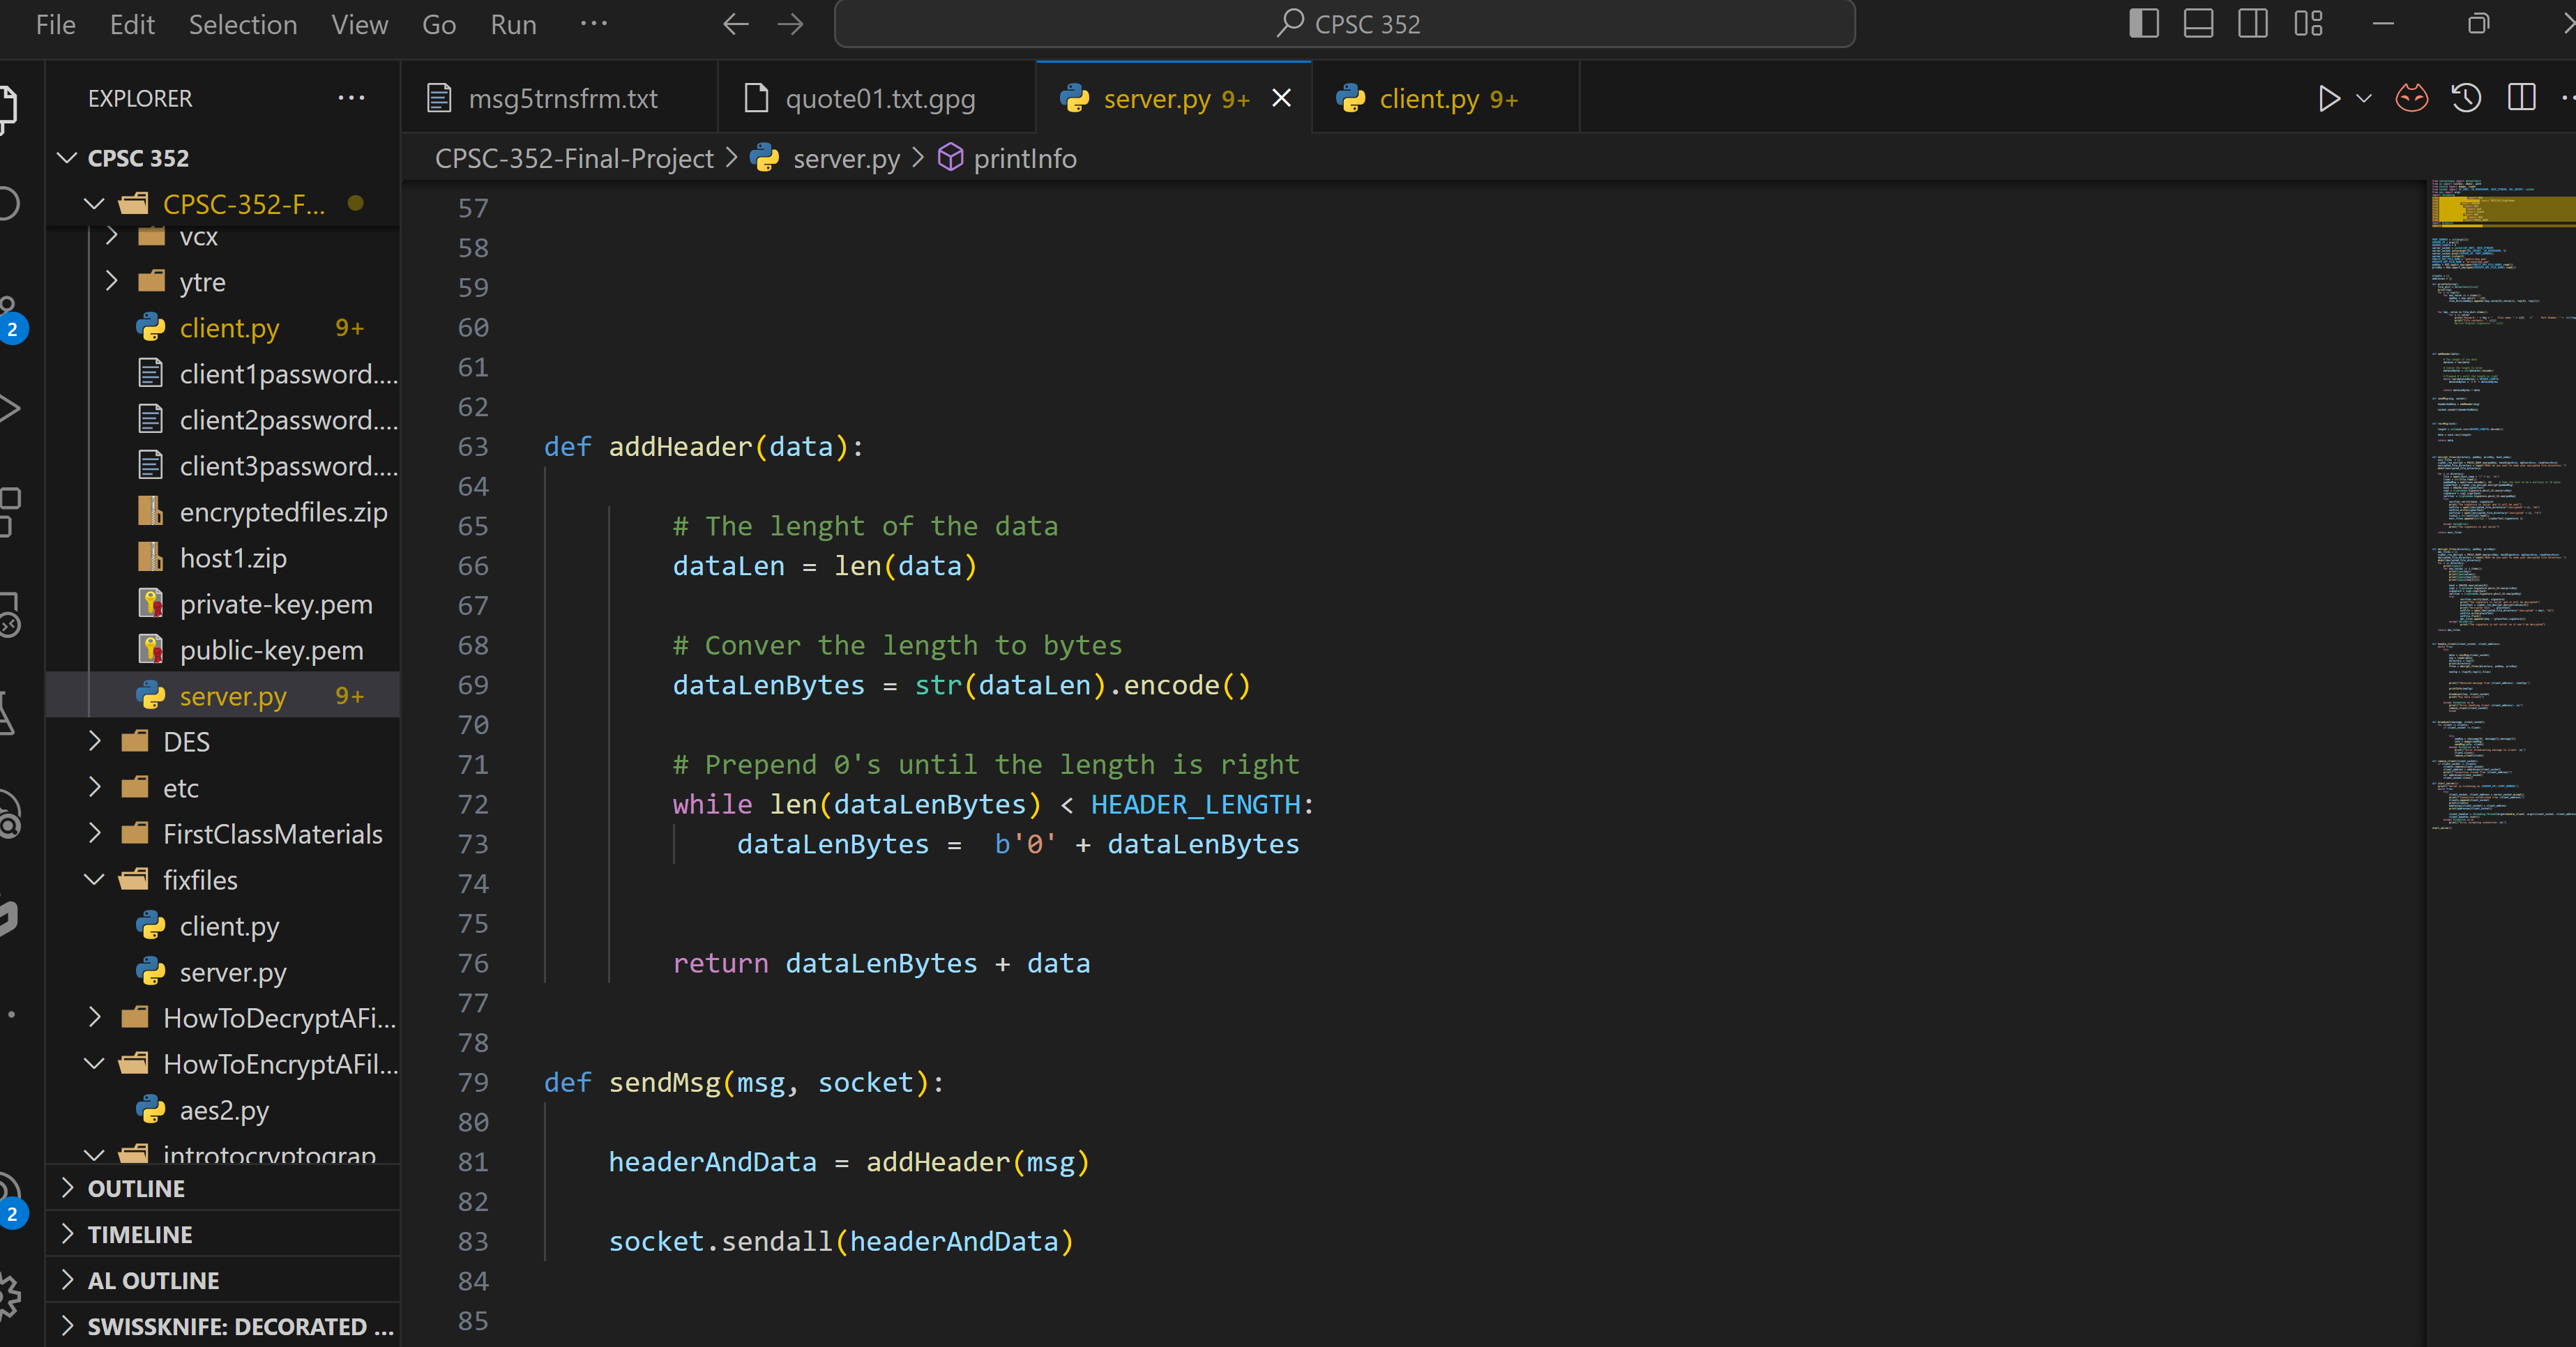 File Edit Selection View Go Run ··· CPSC 352
EXPLORER ···
CPSC 352
CPSC-352-F...
vcx
ytre
client.py 9+
client1password....
client2password....
client3password....
encryptedfiles.zip
host1.zip
private-key.pem
public-key.pem
server.py 9+
DES
etc
FirstClassMaterials
fixfiles
client.py
server.py
HowToDecryptAFi...
HowToEncryptAFil...
aes2.py
introtocryptograp
OUTLINE
TIMELINE
AL OUTLINE
SWISSKNIFE: DECORATED ...
2
2
msg5trnsfrm.txt quote01.txt.gpg server.py 9+ client.py 9+
CPSC-352-Final-Project > server.py > printInfo
57
58
59
60
61
62
63 def addHeader(data):
64
65 # The lenght of the data
66 dataLen = len(data)
67
68 # Conver the length to bytes
69 dataLenBytes = str(dataLen).encode()
70
71 # Prepend 0's until the length is right
72 while len(dataLenBytes) < HEADER_LENGTH:
73 dataLenBytes =  b'0' + dataLenBytes
74
75
76 return dataLenBytes + data
77
78
79 def sendMsg(msg, socket):
80
81 headerAndData = addHeader(msg)
82
83 socket.sendall(headerAndData)
84
85